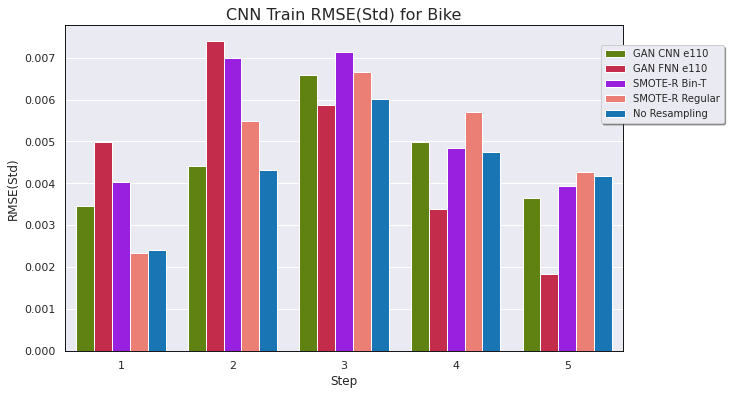 CNN Train RMSE(Std) for Bike
GAN CNN e110
GAN FNN e110
SMOTE-R Bin-T
SMOTE-R Regular
No Resampling
RMSE(Std)
0.007
0.006
0.005
0.004
0.003
0.002
0.001
0.000
1 2 3 4 5
Step